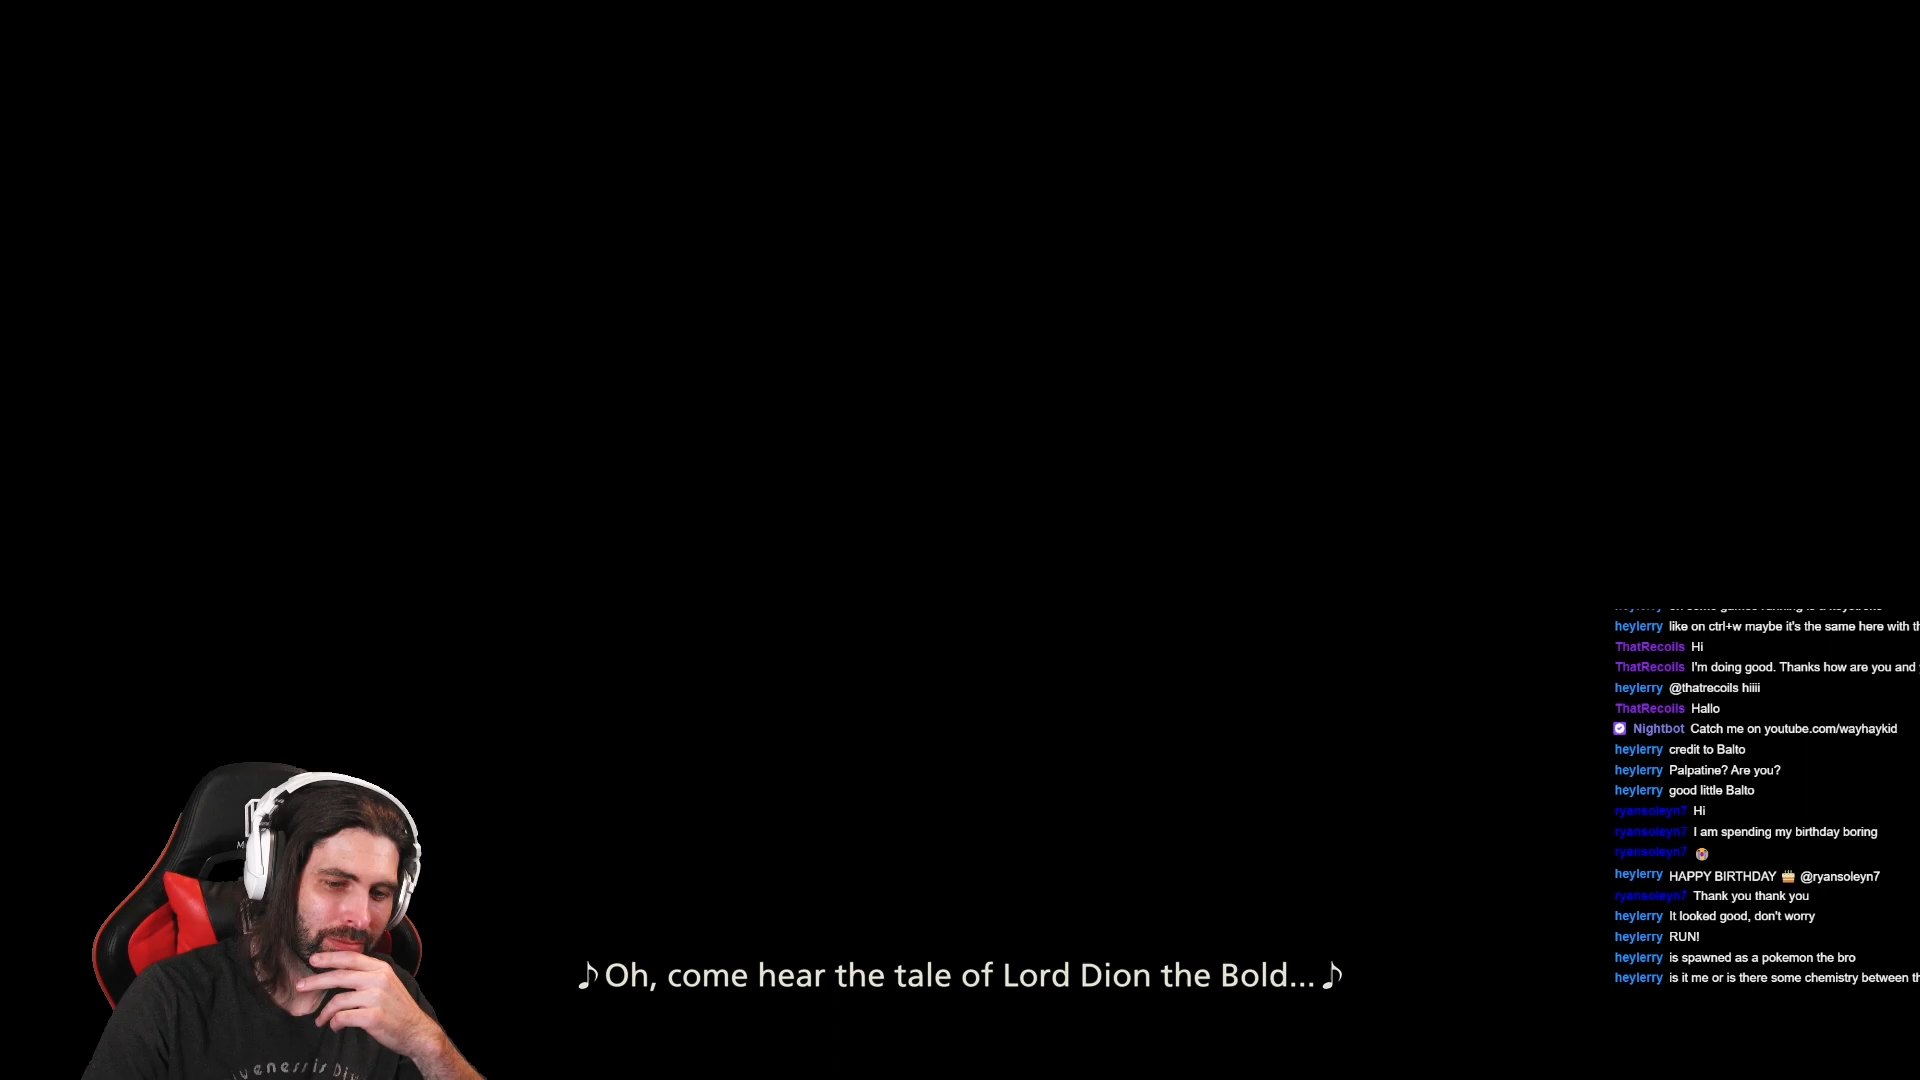 heylerry like on ctrl+w maybe it's the same here with
ThatRecoils Hi
ThatRecoils I'm doing good. Thanks how are you and
heylerry @thatrecoils hiiii
ThatRecoils Hallo
Nightbot Catch me on youtube.com/wayhaykid
heylerry credit to Balto
heylerry Palpatine? Are you?
heylerry good little Balto
ryansoleyn7 Hi
ryansoleyn7 I am spending my birthday boring
ryansoleyn7
heylerry HAPPY BIRTHDAY 🎂 @ryansoleyn7
ryansoleyn7 Thank you thank you
heylerry It looked good, don't worry
heylerry RUN!
heylerry is spawned as a pokemon the bro
heylerry is it me or is there some chemistry between
♪Oh, come hear the tale of Lord Dion the Bold...♪